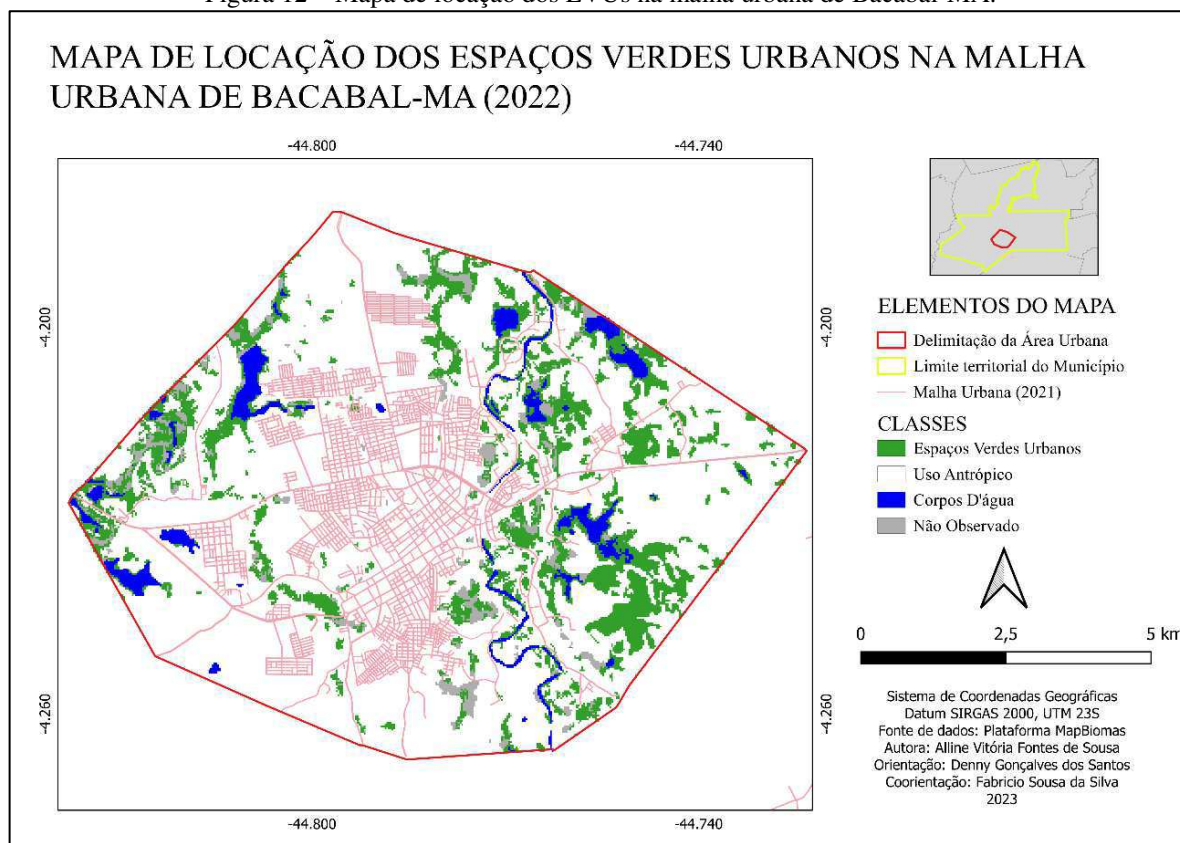 Figura 12 – Mapa de locação dos EVUs na malha urbana de Bacabal-MA.
MAPA DE LOCAÇÃO DOS ESPAÇOS VERDES URBANOS NA MALHA
URBANA DE BACABAL-MA (2022)
-44.800
-44.740
-4.200
-4.200
ELEMENTOS DO MAPA
Delimitação da Área Urbana
Limite territorial do Município
Malha Urbana (2021)
CLASSES
Espaços Verdes Urbanos
Uso Antrópico
Corpos D'água
Não Observado
0
2,5
5 km
-4.260
-4.260
Sistema de Coordenadas Geográficas
Datum SIRGAS 2000, UTM 23S
Fonte de dados: Plataforma MapBiomas
Autora: Alline Vitória Fontes de Sousa
Orientação: Denny Gonçalves dos Santos
Coorientação: Fabricio Sousa da Silva
2023
-44.800
-44.740